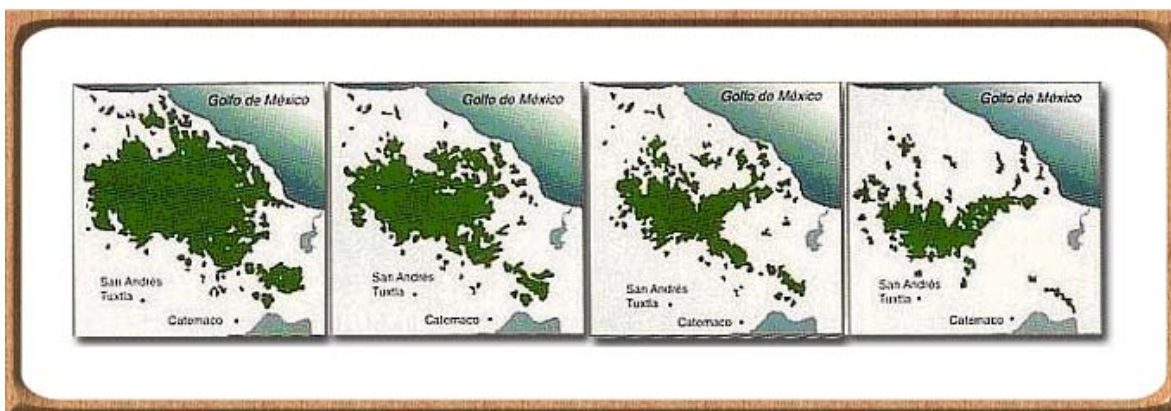 Golfo de México
San Andrés
Tuxtla
Catemaco
Golfo de México
San Andrés
Tuxtla
Catemaco
Golfo de México
San Andrés
Tuxtla
Catemaco
Golfo de México
San Andrés
Tuxtla
Catemaco